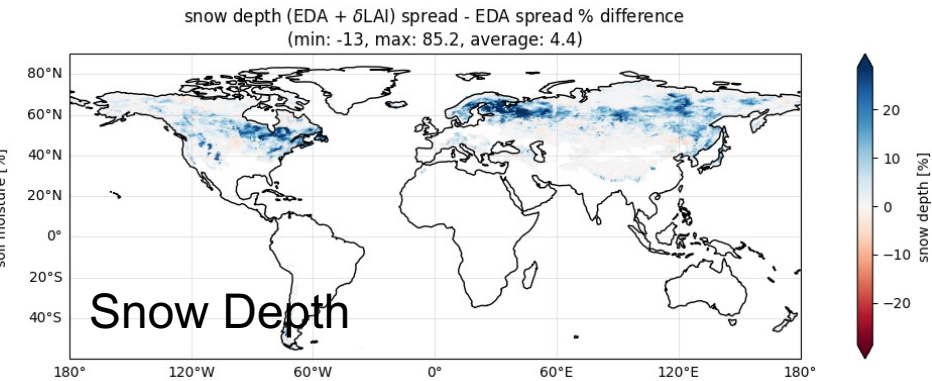 snow depth (EDA + δLAI) spread - EDA spread % difference
(min: -13, max: 85.2, average: 4.4)
80°N
60°N
40°N
20°N
0°
20°S
40°S
180°
120°W
60°W
0°
60°E
120°E
180°
Snow Depth
20
10
0
−10
−20
snow depth [%]
soil moisture [%]